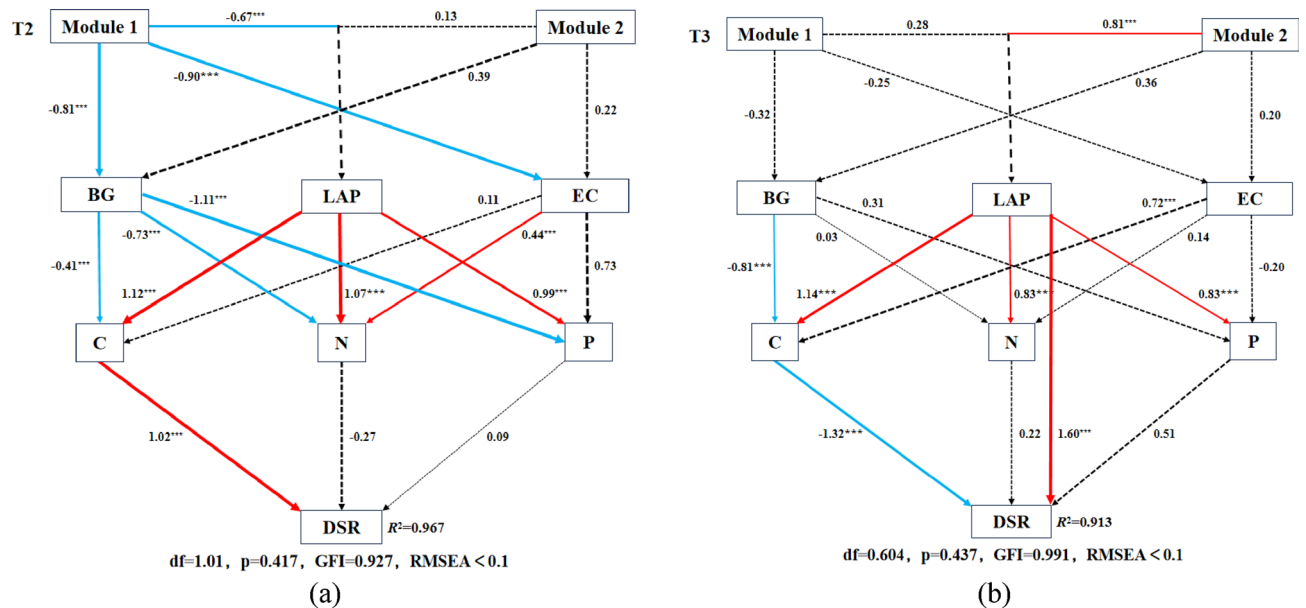 T2
Module 1
-0.67***
0.13
Module 2
-0.81***
-0.90***
0.39
0.22
BG
LAP
EC
-1.11***
0.11
-0.73***
0.44***
-0.41***
0.73
1.12***
1.07***
0.99***
C
N
P
1.02***
-0.27
0.09
DSR
R²=0.967
df=1.01, p=0.417, GFI=0.927, RMSEA＜0.1
(a)
T3
Module 1
0.28
0.81***
Module 2
-0.25
0.36
-0.32
0.20
BG
LAP
EC
0.31
0.72***
0.03
0.14
-0.81***
-0.20
1.14***
0.83***
0.83***
C
N
P
-1.32***
0.22
1.60***
0.51
DSR
R²=0.913
df=0.604, p=0.437, GFI=0.991, RMSEA＜0.1
(b)